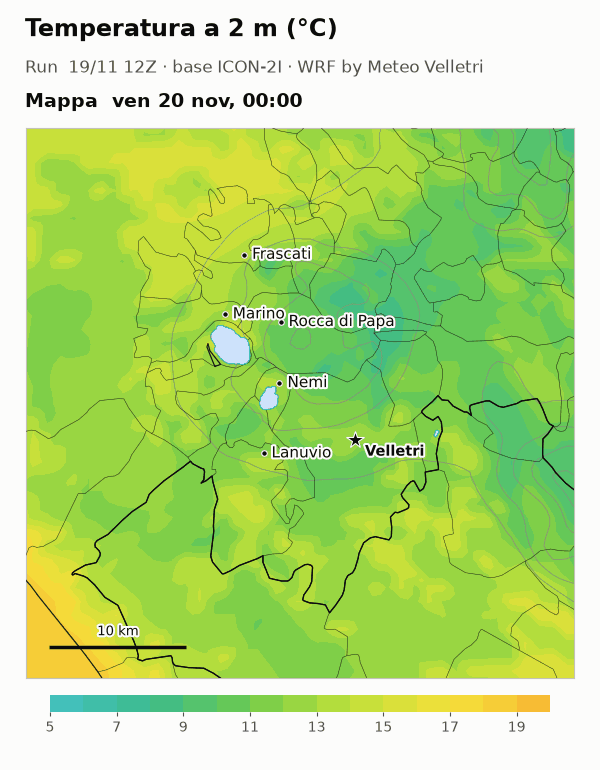 Temperatura a 2 m (°C)
Run  19/11 12Z · base ICON-2I · WRF by Meteo Velletri
Mappa  ven 20 nov, 00:00
Frascati
Marino
Rocca di Papa
Nemi
Velletri
Lanuvio
10 km
5 7 9 11 13 15 17 19